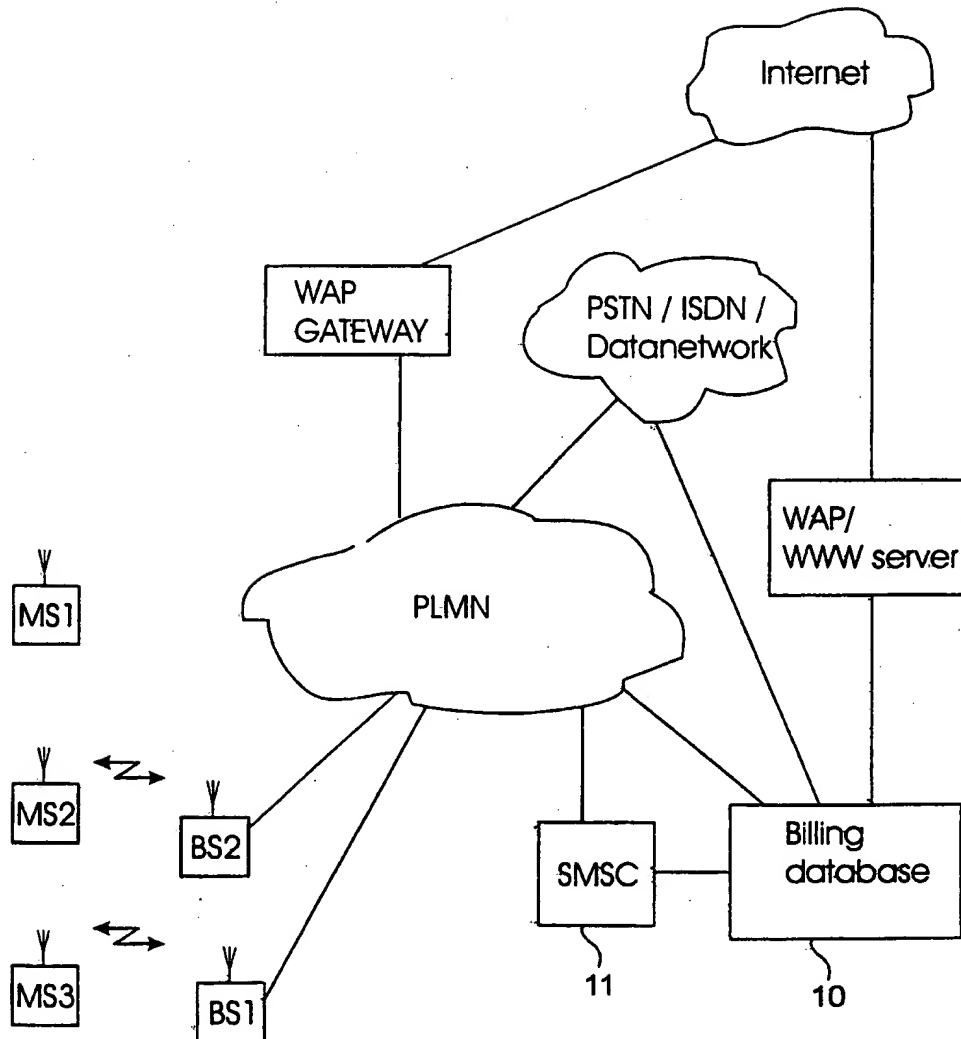 Internet
WAP
GATEWAY
PSTN / ISDN /
Datanetwork
WAP/
WWW server
PLMN
MS1
MS2
BS2
SMSC
Billing
database
MS3
BS1
11
10